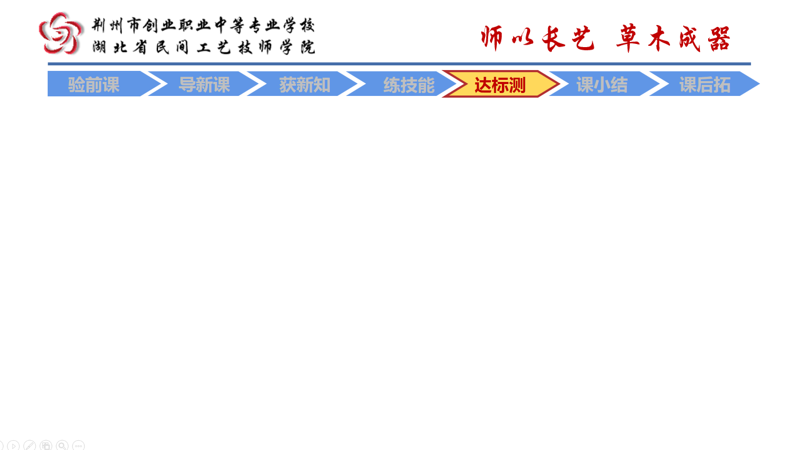 荆州市创业职业中等专业学校
湖北省民间工艺技师学院
师以长艺 草木成器
验前课 导新课 获新知 练技能 达标测 课小结 课后拓